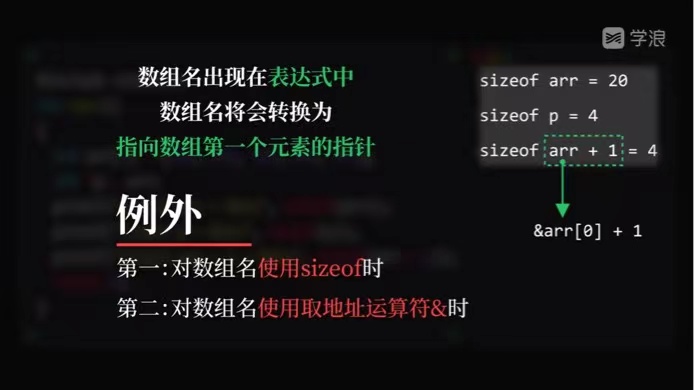 学浪
数组名出现在表达式中
数组名将会转换为
指向数组第一个元素的指针
sizeof arr = 20
sizeof p = 4
sizeof arr + 1 = 4
&arr[0] + 1
例外
第一:对数组名使用sizeof时
第二:对数组名使用取地址运算符&时